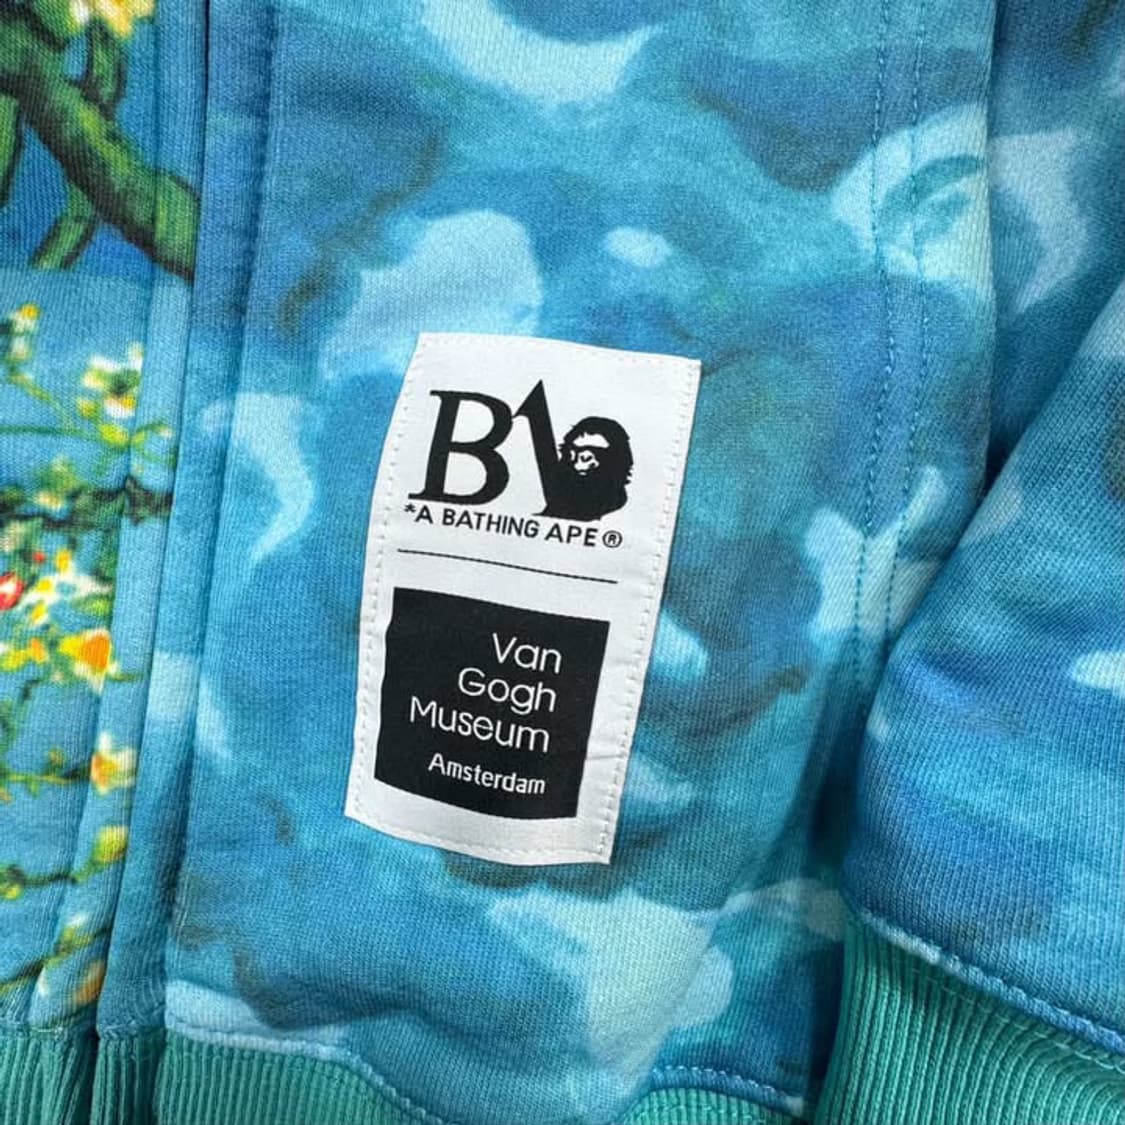 BA
*A BATHING APE®
Van
Gogh
Museum
Amsterdam